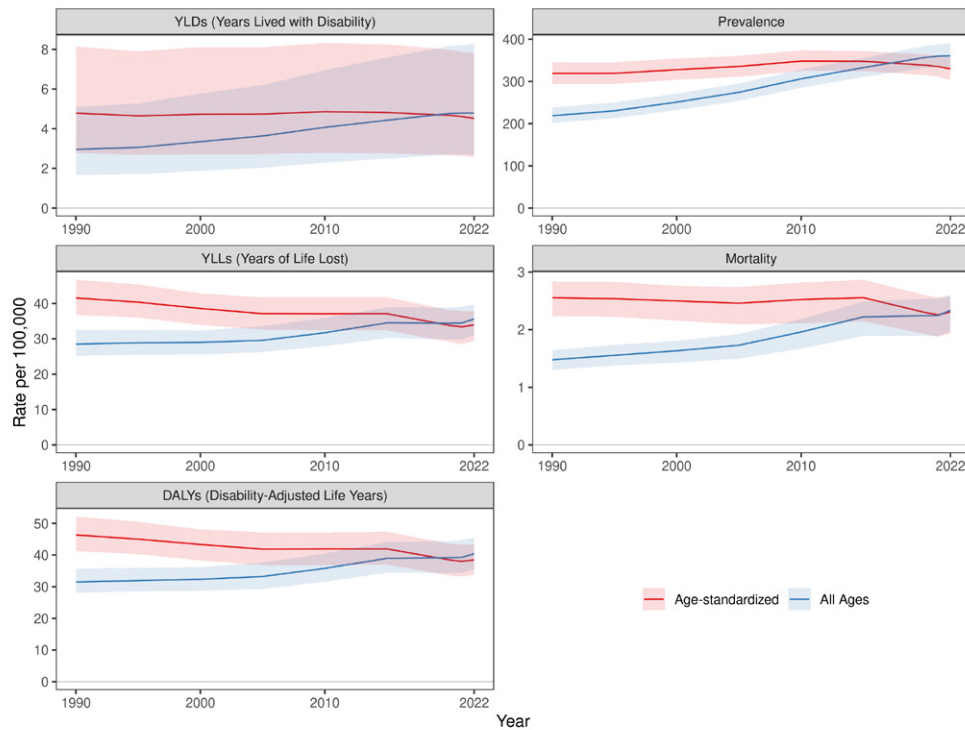 YLDs (Years Lived with Disability)
8
6
4
2
0
1990 2000 2010 2022
Prevalence
400
300
200
100
0
1990 2000 2010 2022
YLLs (Years of Life Lost)
40
30
20
10
0
1990 2000 2010 2022
Mortality
3
2
1
0
1990 2000 2010 2022
Rate per 100,000
DALYs (Disability-Adjusted Life Years)
50
40
30
20
10
0
1990 2000 2010 2022
Age-standardized All Ages
Year